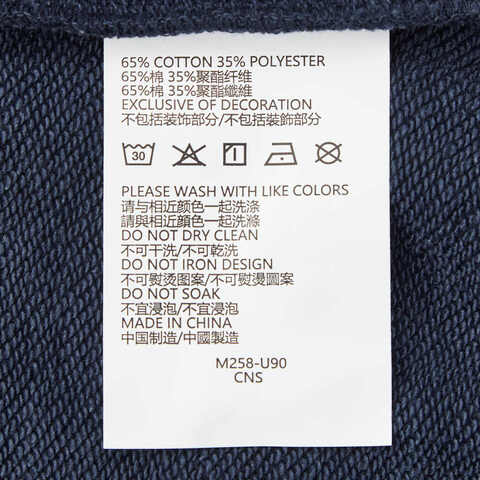 65% COTTON 35% POLYESTER
65%棉 35%聚酯纤维
65%棉 35%聚酯纖維
EXCLUSIVE OF DECORATION
不包括装饰部分/不包括裝飾部分
30
PLEASE WASH WITH LIKE COLORS
请与相近颜色一起洗涤
請與相近顏色一起洗滌
DO NOT DRY CLEAN
不可干洗/不可乾洗
DO NOT IRON DESIGN
不可熨烫图案/不可熨燙圖案
DO NOT SOAK
不宜浸泡/不宜浸泡
MADE IN CHINA
中国制造/中國製造
M258-U90
CNS